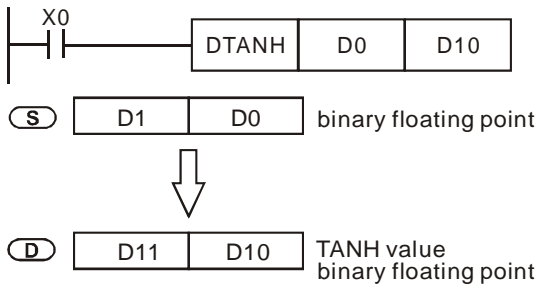 X0
DTANH D0 D10
S D1 D0 binary floating point
D D11 D10 TANH value
binary floating point